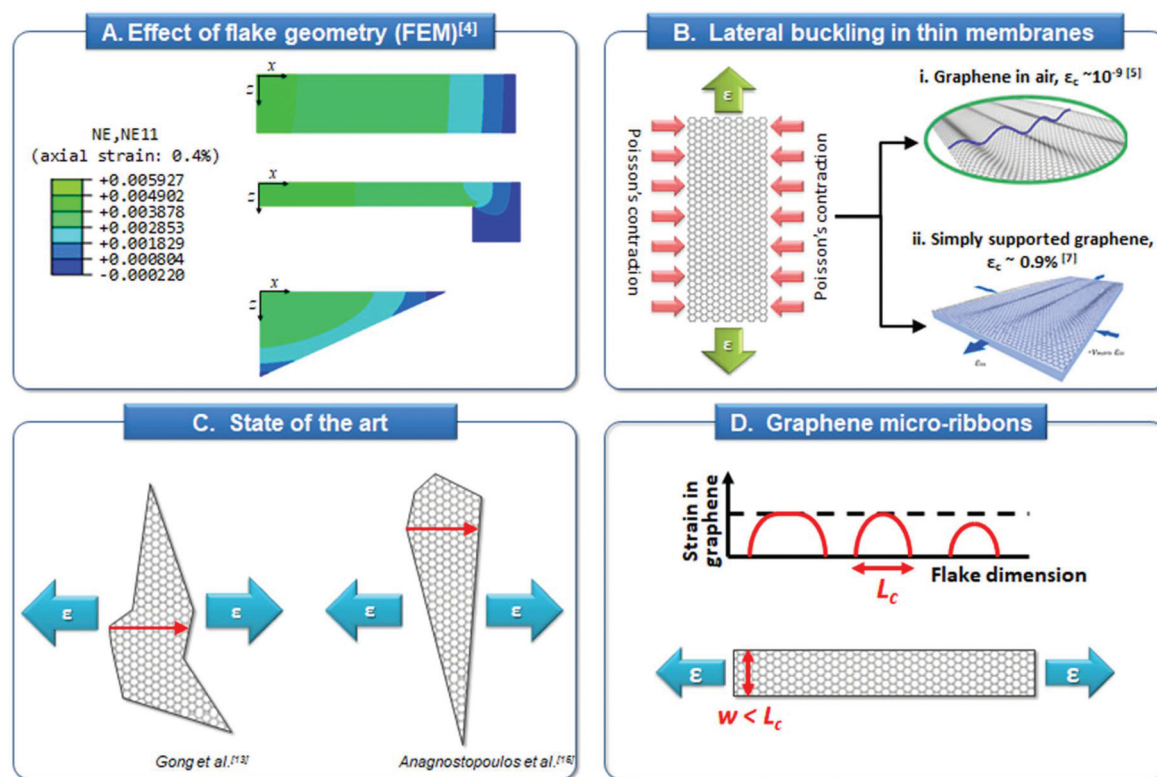 A. Effect of flake geometry (FEM)[4]
x
NE,NE11
(axial strain: 0.4%)
+0.005927
+0.004902
+0.003878
+0.002853
+0.001829
+0.000804
-0.000220
x
x
B. Lateral buckling in thin membranes
ε
Poisson's contraction
Poisson's contraction
ε
i. Graphene in air, εc ~10-9 [5]
ii. Simply supported graphene,
εc ~ 0.9% [7]
C. State of the art
ε
ε
ε
ε
Gong et al.[13]
Anagnostopoulos et al.[16]
D. Graphene micro-ribbons
Strain in
graphene
Flake dimension
Lc
ε
ε
w < Lc